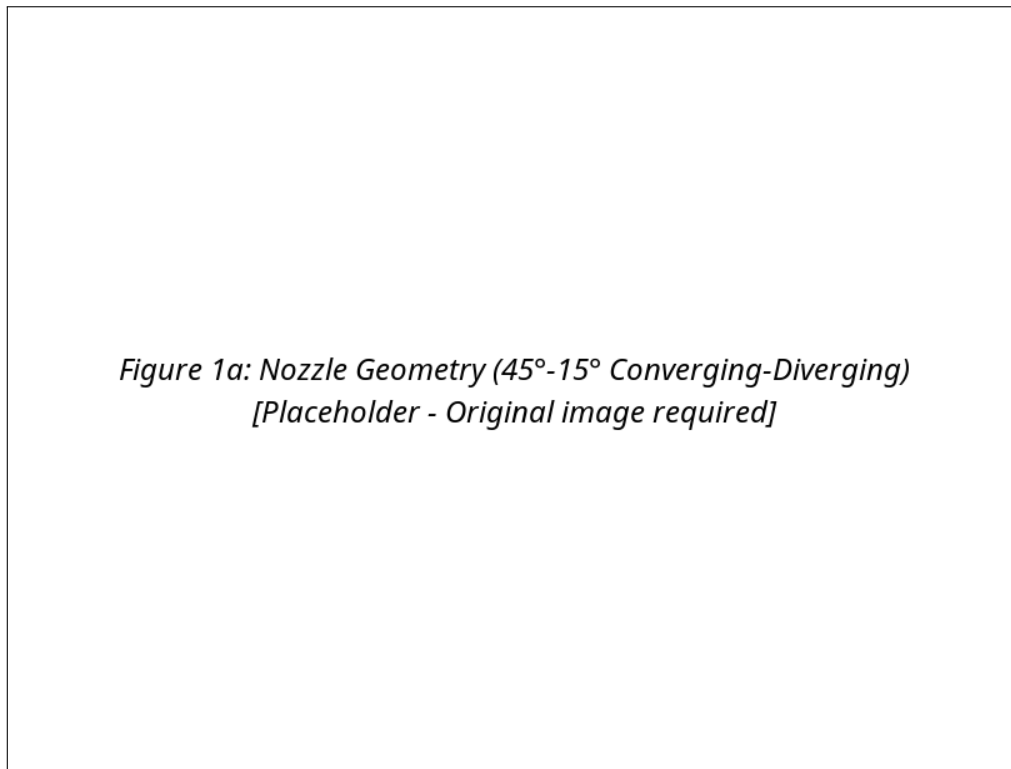 Figure 1a: Nozzle Geometry (45°-15° Converging-Diverging)
[Placeholder - Original image required]